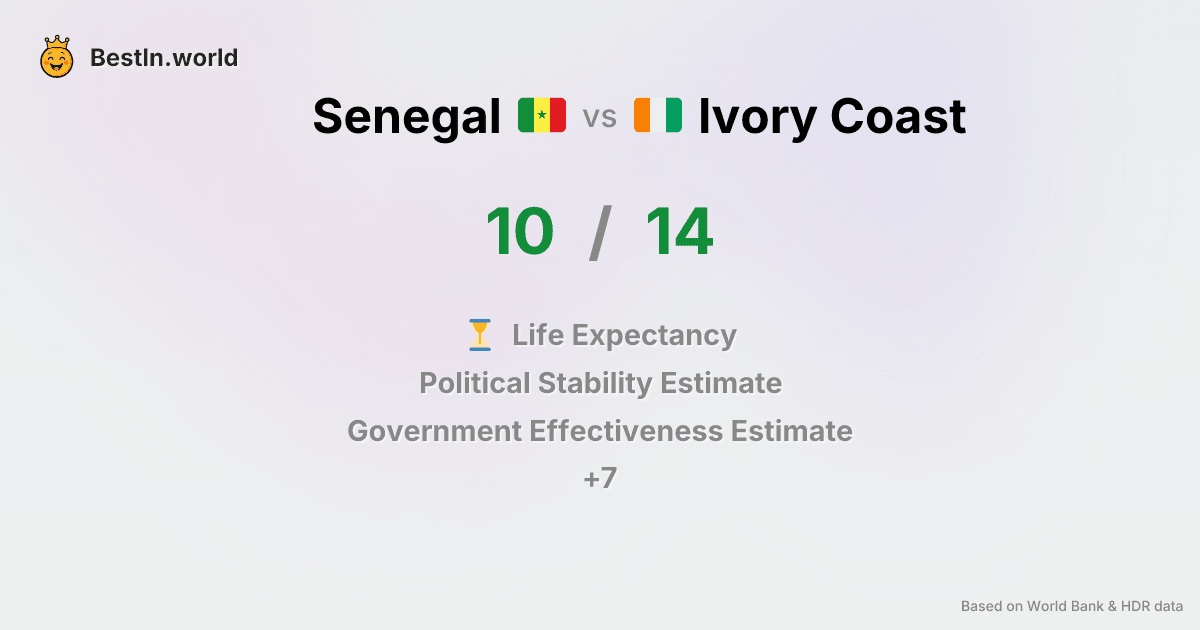 BestIn.world
Senegal vs Ivory Coast
10 / 14
Life Expectancy
Political Stability Estimate
Government Effectiveness Estimate
+7
Based on World Bank & HDR data